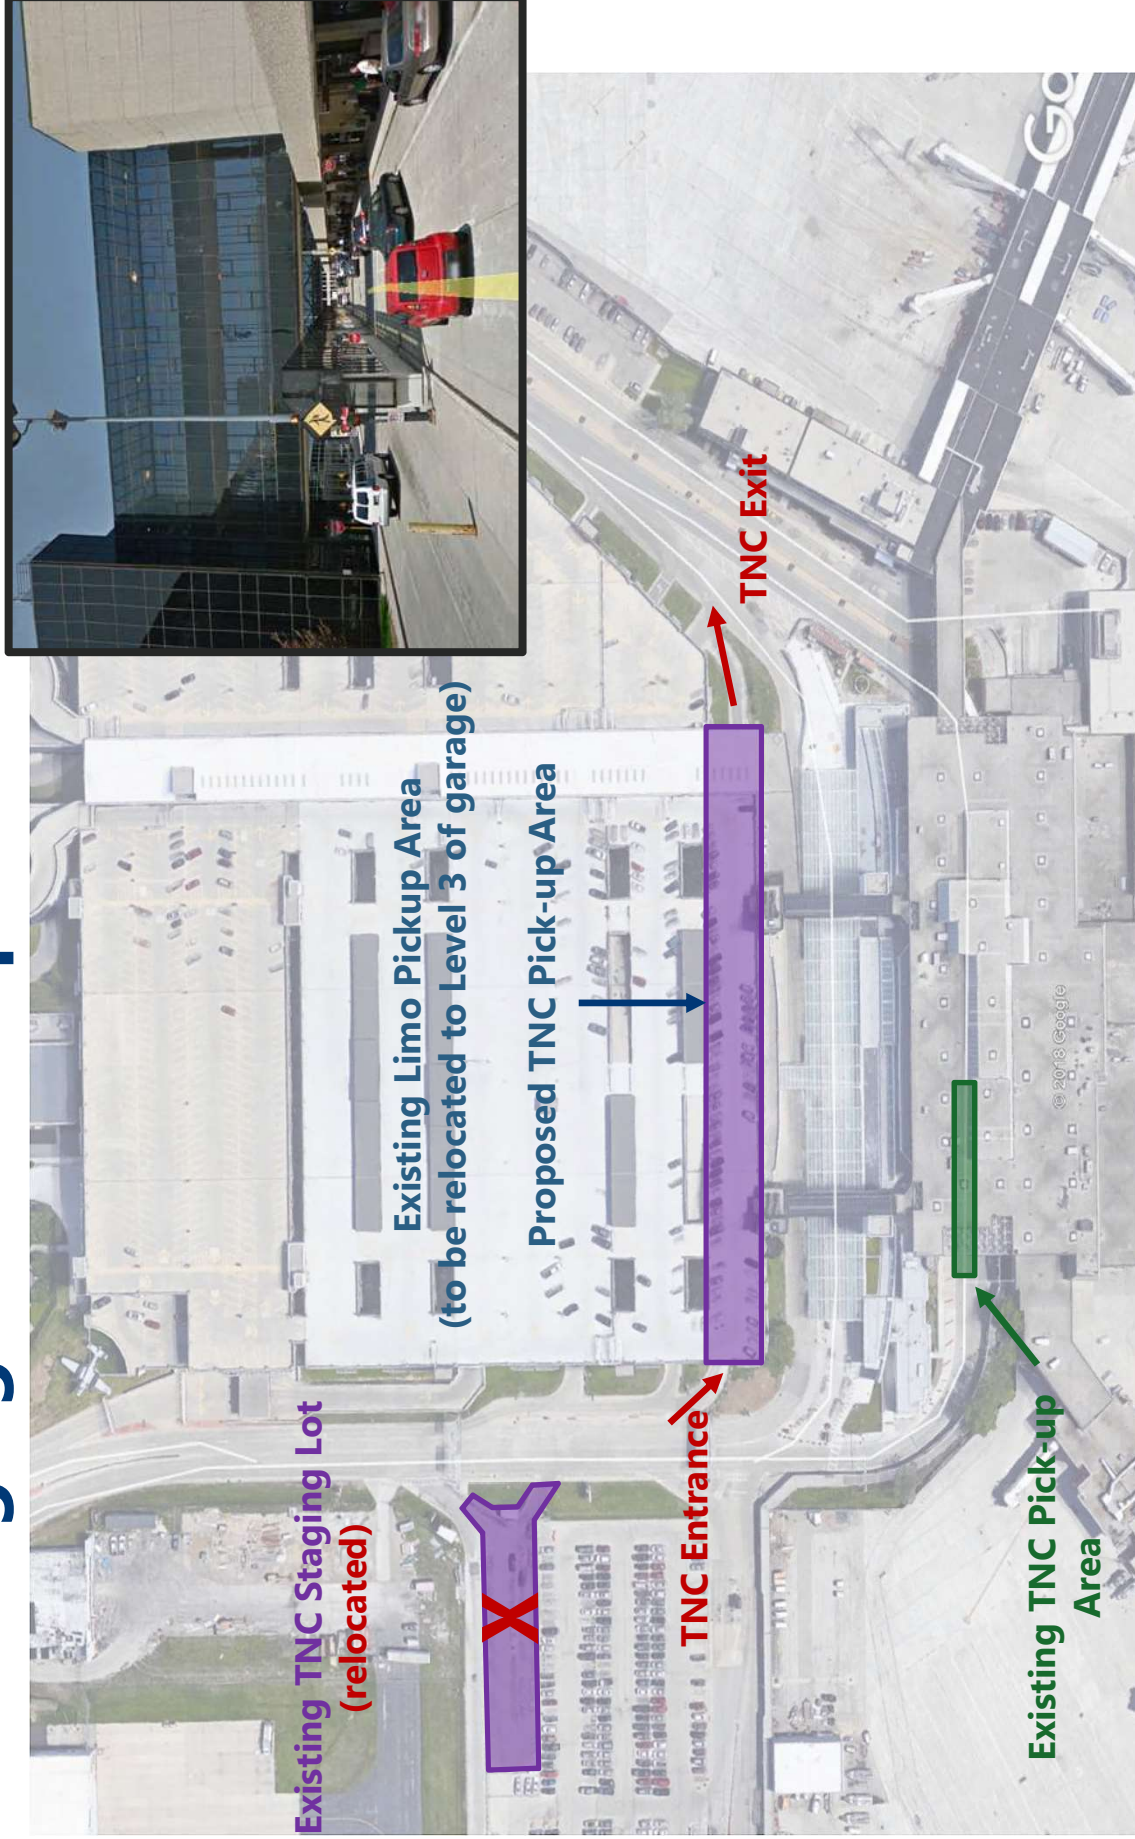 Existing TNC Staging Lot
(relocated)
Existing Limo Pickup Area
(to be relocated to Level 3 of garage)
Proposed TNC Pick-up Area
TNC Entrance
TNC Exit
Existing TNC Pick-up
Area
© 2018 Google
Go